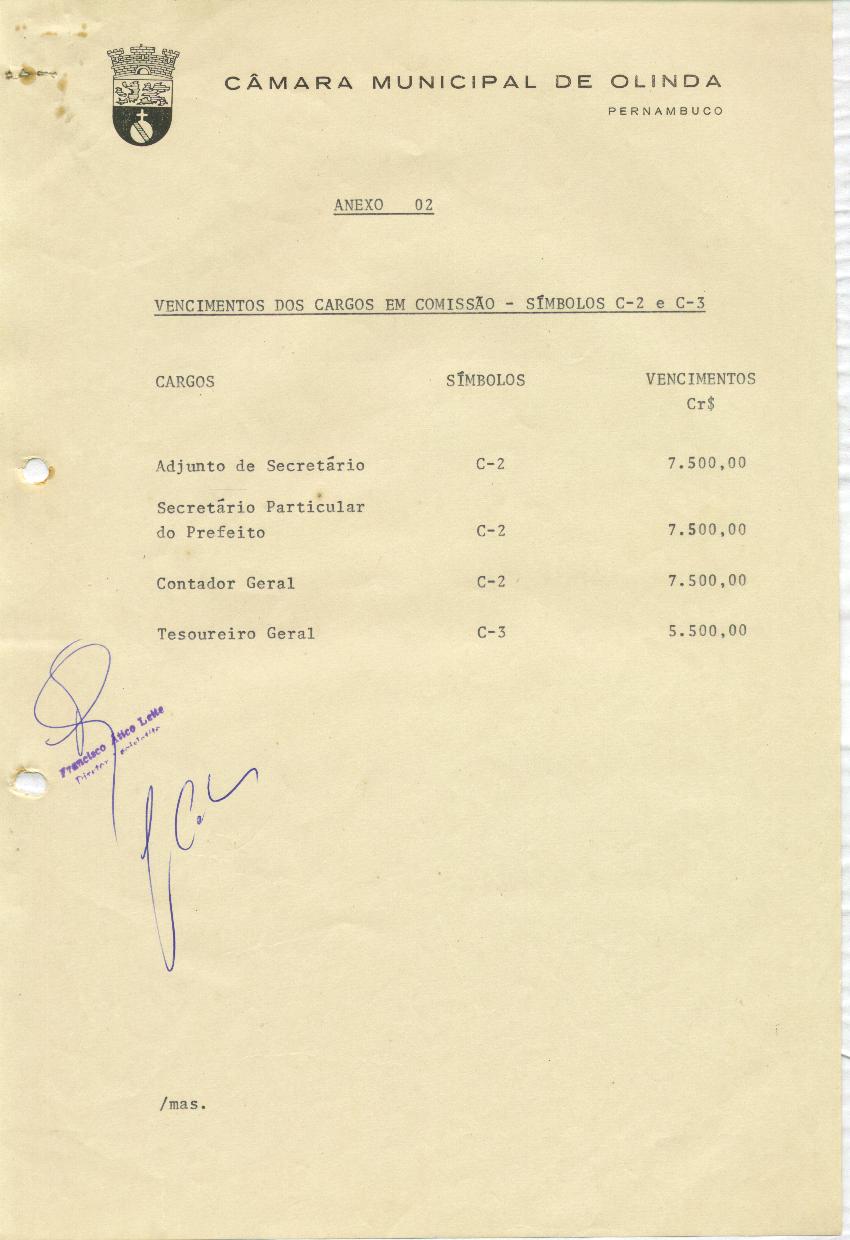 CÂMARA MUNICIPAL DE OLINDA
PERNAMBUCO
ANEXO 02
VENCIMENTOS DOS CARGOS EM COMISSÃO - SÍMBOLOS C-2 e C-3
CARGOS SÍMBOLOS VENCIMENTOS
Cr$
Adjunto de Secretário C-2 7.500,00
Secretário Particular
do Prefeito C-2 7.500,00
Contador Geral C-2 7.500,00
Tesoureiro Geral C-3 5.500,00
Francisco Ático Leite
Diretor
/mas.